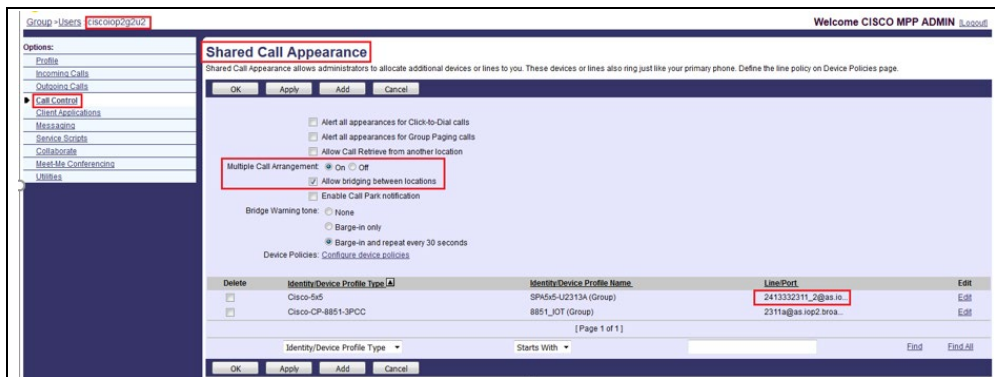 Group >Users : ciscoiop2g2u2
Welcome CISCO MPP ADMIN [Logout]
Options:
Profile
Incoming Calls
Outgoing Calls
Call Control
Client Applications
Messaging
Service Scripts
Collaborate
Meet-Me Conferencing
Utilities
Shared Call Appearance
Shared Call Appearance allows administrators to allocate additional devices or lines to you. These devices or lines also ring just like your primary phone. Define the line policy on Device Policies page.
OK Apply Add Cancel
Alert all appearances for Click-to-Dial calls
Alert all appearances for Group Paging calls
Allow Call Retrieve from another location
Multiple Call Arrangement: On Off
Allow bridging between locations
Enable Call Park notification
Bridge Warning tone: None
Barge-in only
Barge-in and repeat every 30 seconds
Device Policies: Configure device policies
Delete Identity/Device Profile Type Identity/Device Profile Name Line/Port Edit
Cisco-5x5 SPA5x5-U2313A (Group) 2413332311_2@as.io... Edit
Cisco-CP-8851-3PCC 8851_IOT (Group) 2311a@as.iop2.broa... Edit
[Page 1 of 1]
Identity/Device Profile Type Starts With Find Find All
OK Apply Add Cancel